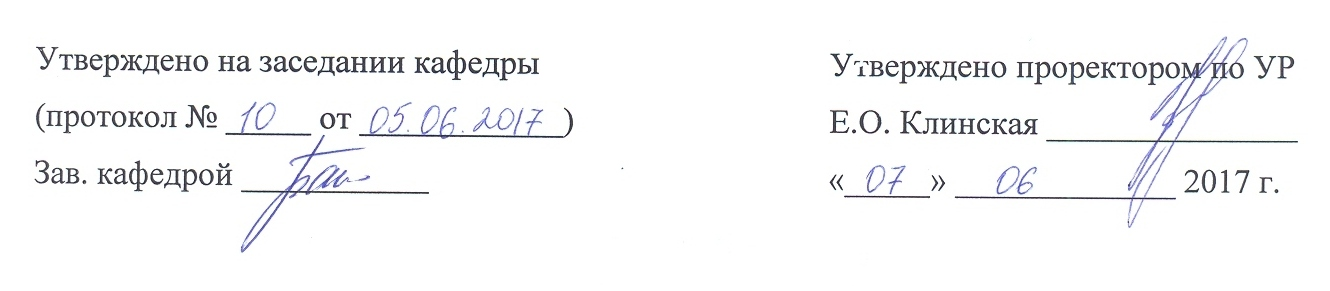 Утверждено на заседании кафедры
(протокол № 10 от 05.06.2017)
Зав. кафедрой
Утверждено проректором по УР
Е.О. Клинская
«07» 06 2017 г.